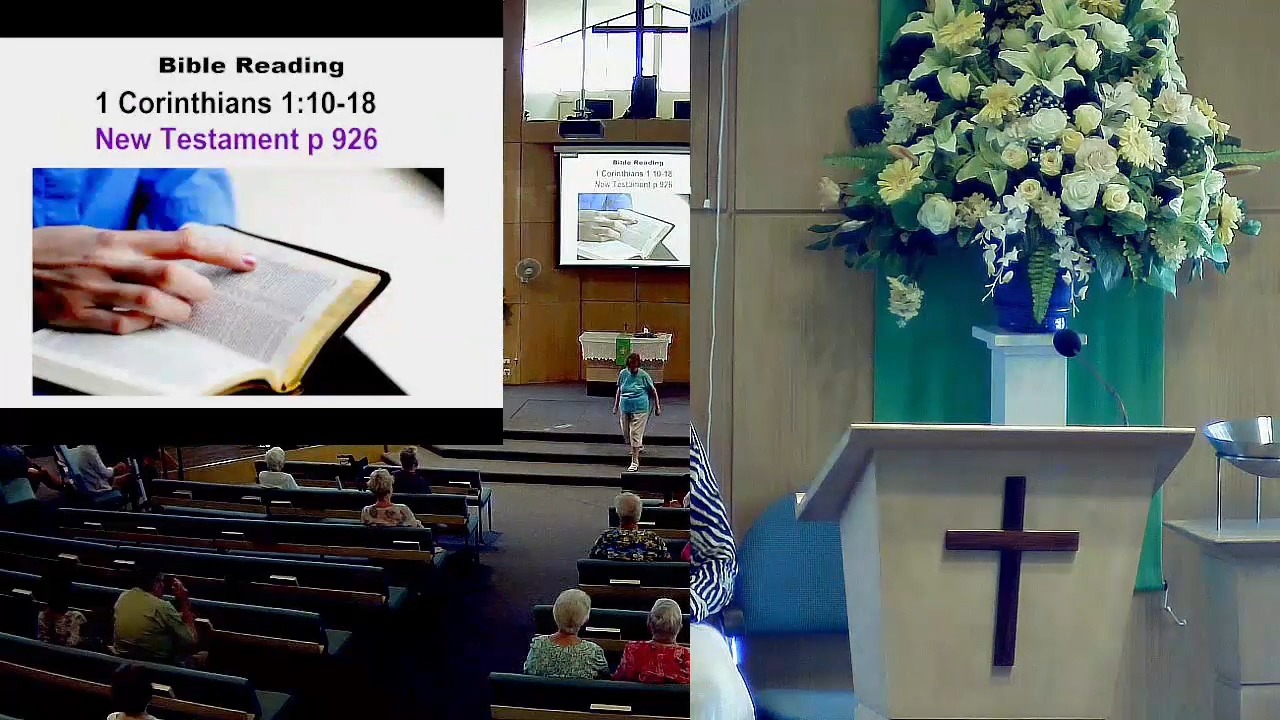 Bible Reading
1 Corinthians 1:10-18
New Testament p 926
Bible Reading
1 Corinthians 1:10-18
New Testament p 926